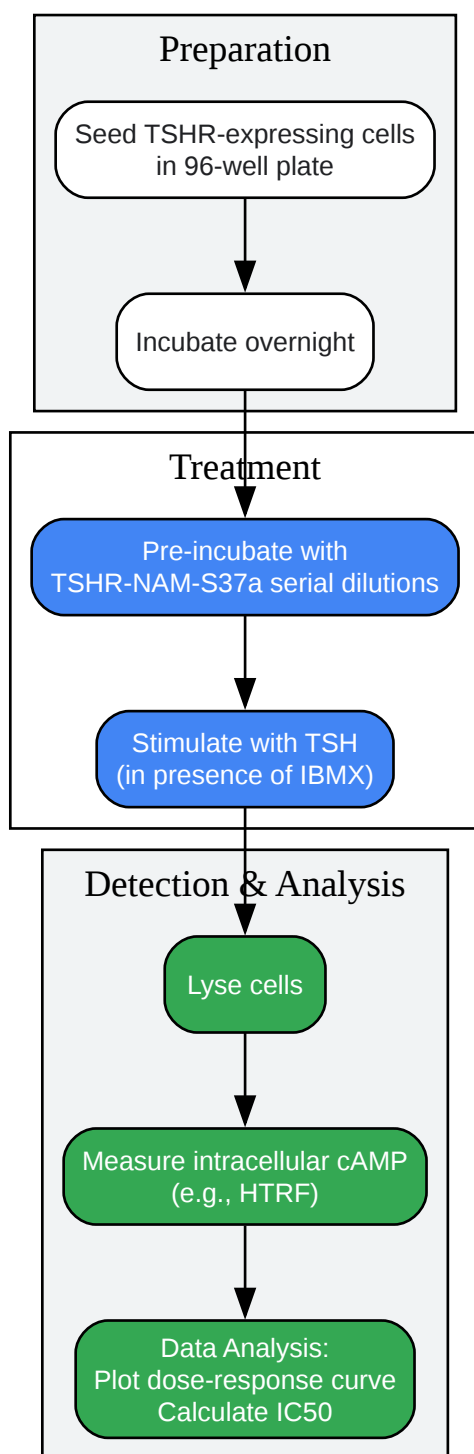 Preparation
Seed TSHR-expressing cells
in 96-well plate
Incubate overnight
Treatment
Pre-incubate with
TSHR-NAM-S37a serial dilutions
Stimulate with TSH
(in presence of IBMX)
Detection & Analysis
Lyse cells
Measure intracellular cAMP
(e.g., HTRF)
Data Analysis:
Plot dose-response curve
Calculate IC50